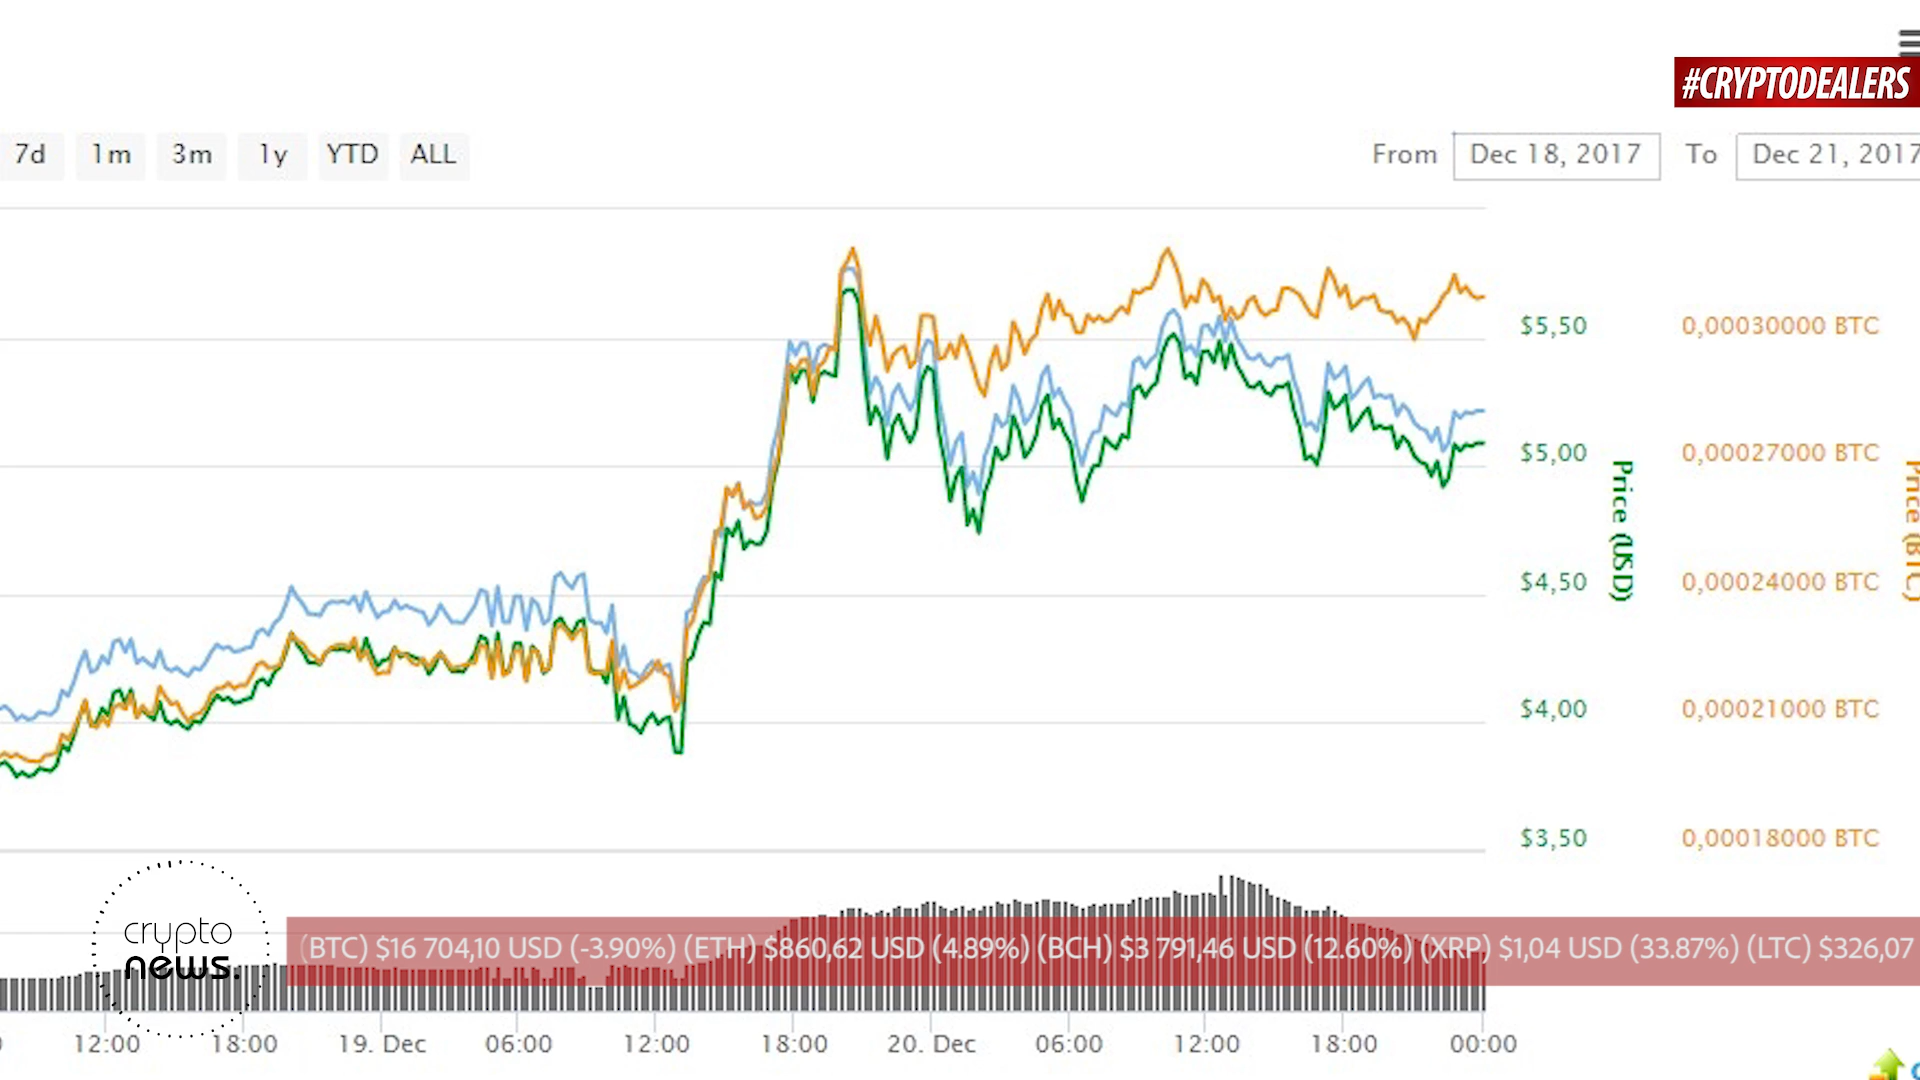 #CRYPTODEALERS
7d 1m 3m 1y YTD ALL
From Dec 18, 2017 To Dec 21, 2017
$5,50 0,00030000 BTC
$5,00 0,00027000 BTC
$4,50 0,00024000 BTC
$4,00 0,00021000 BTC
$3,50 0,00018000 BTC
Price (USD)
Price (BTC)
crypto
news.
(BTC) $16 704,10 USD (-3.90%) (ETH) $860,62 USD (4.89%) (BCH) $3 791,46 USD (12.60%) (XRP) $1,04 USD (33.87%) (LTC) $326,07
12:00 18:00 19. Dec 06:00 12:00 18:00 20. Dec 06:00 12:00 18:00 00:00